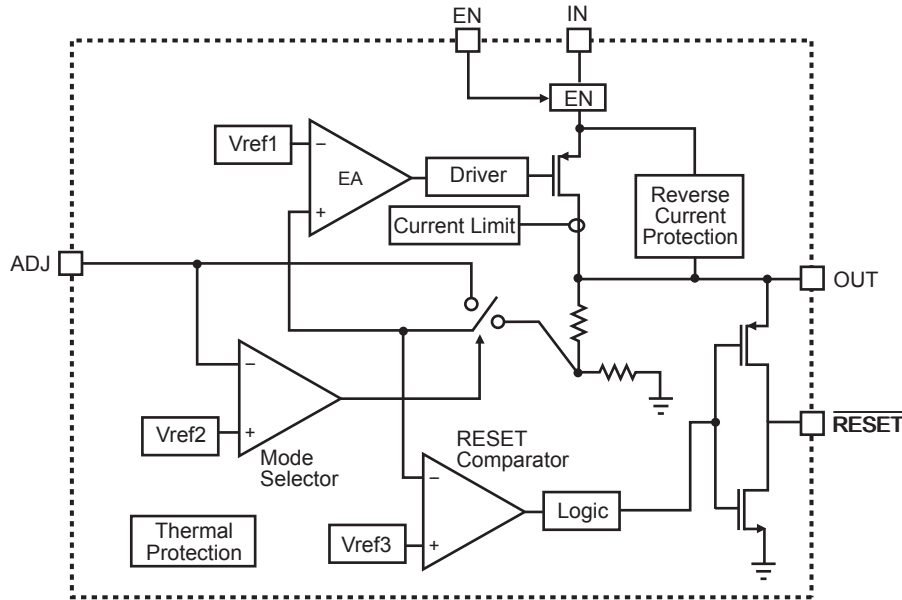 EN IN
EN
Vref1
−
EA
+
Driver
Current Limit
Reverse
Current
Protection
ADJ
OUT
−
Vref2
+
Mode
Selector
RESET
Comparator
−
Vref3
+
Logic
RESET
Thermal
Protection